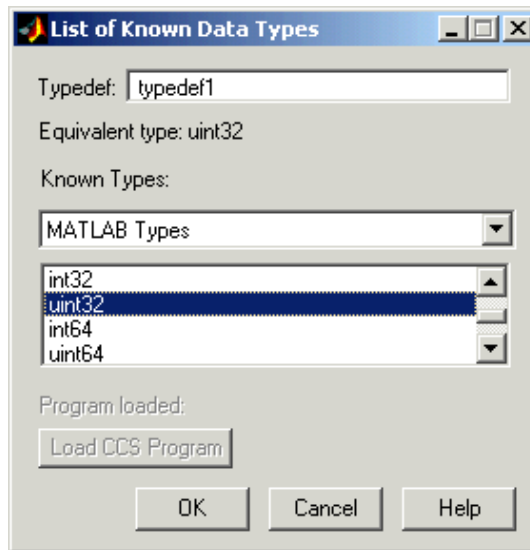 List of Known Data Types
Typedef: typedef1
Equivalent type: uint32
Known Types:
MATLAB Types
int32
uint32
int64
uint64
Program loaded:
Load CCS Program
OK Cancel Help